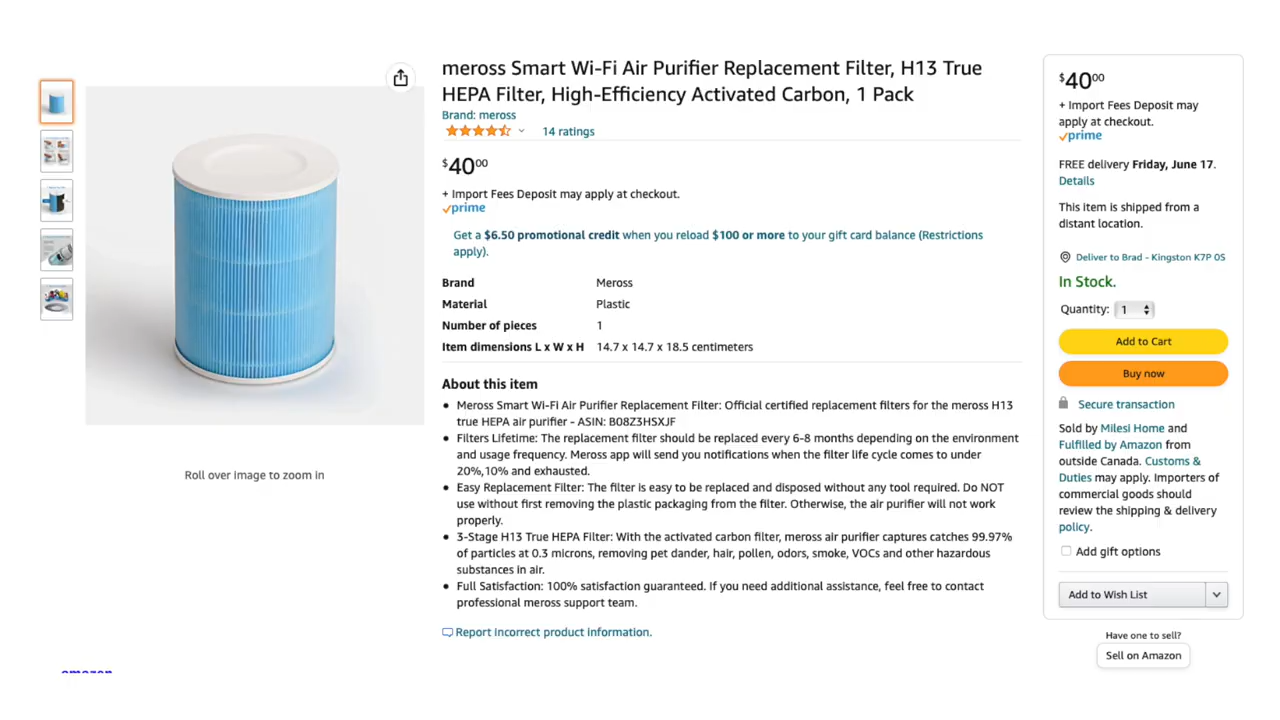 meross Smart Wi-Fi Air Purifier Replacement Filter, H13 True
HEPA Filter, High-Efficiency Activated Carbon, 1 Pack
Brand: meross
14 ratings
$4000
+ Import Fees Deposit may apply at checkout.
prime
Get a $6.50 promotional credit when you reload $100 or more to your gift card balance (Restrictions
apply).
Brand Meross
Material Plastic
Number of pieces 1
Item dimensions L x W x H 14.7 x 14.7 x 18.5 centimeters
About this item
• Meross Smart Wi-Fi Air Purifier Replacement Filter: Official certified replacement filters for the meross H13
true HEPA air purifier - ASIN: B08Z3HSXJF
• Filters Lifetime: The replacement filter should be replaced every 6-8 months depending on the environment
and usage frequency. Meross app will send you notifications when the filter life cycle comes to under
20%,10% and exhausted.
• Easy Replacement Filter: The filter is easy to be replaced and disposed without any tool required. Do NOT
use without first removing the plastic packaging from the filter. Otherwise, the air purifier will not work
properly.
• 3-Stage H13 True HEPA Filter: With the activated carbon filter, meross air purifier captures catches 99.97%
of particles at 0.3 microns, removing pet dander, hair, pollen, odors, smoke, VOCs and other hazardous
substances in air.
• Full Satisfaction: 100% satisfaction guaranteed. If you need additional assistance, feel free to contact
professional meross support team.
Report incorrect product information.
Roll over image to zoom in
amazon
$4000
+ Import Fees Deposit may
apply at checkout.
prime
FREE delivery Friday, June 17.
Details
This item is shipped from a
distant location.
Deliver to Brad - Kingston K7P 0S
In Stock.
Quantity: 1
Add to Cart
Buy now
Secure transaction
Sold by Milesi Home and
Fulfilled by Amazon from
outside Canada. Customs &
Duties may apply. Importers of
commercial goods should
review the shipping & delivery
policy.
Add gift options
Add to Wish List
Have one to sell?
Sell on Amazon